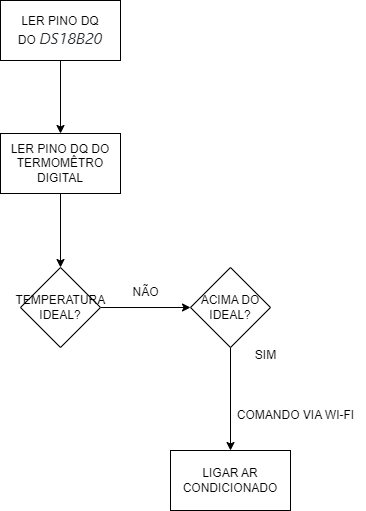 LER PINO DQ
DO DS18B20
LER PINO DQ DO
TERMOMÊTRO
DIGITAL
TEMPERATURA
IDEAL?
NÃO
ACIMA DO
IDEAL?
SIM
COMANDO VIA WI-FI
LIGAR AR
CONDICIONADO